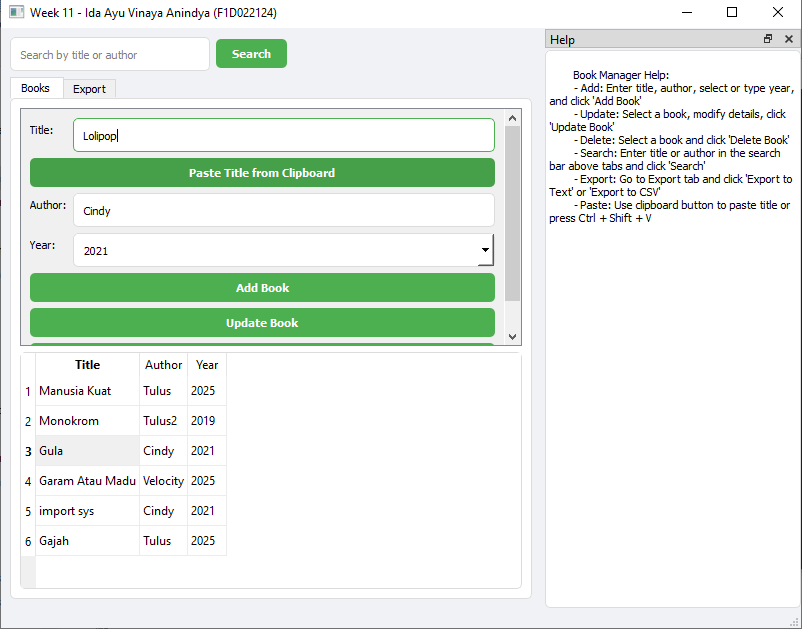 Week 11 - Ida Ayu Vinaya Anindya (F1D022124)
Search by title or author
Search
Books
Export
Title:
Lolipop
Paste Title from Clipboard
Author:
Cindy
Year:
2021
Add Book
Update Book
Title Author Year
1 Manusia Kuat Tulus 2025
2 Monokrom Tulus2 2019
3 Gula Cindy 2021
4 Garam Atau Madu Velocity 2025
5 import sys Cindy 2021
6 Gajah Tulus 2025
Help
Book Manager Help:
- Add: Enter title, author, select or type year,
and click 'Add Book'
- Update: Select a book, modify details, click
'Update Book'
- Delete: Select a book and click 'Delete Book'
- Search: Enter title or author in the search
bar above tabs and click 'Search'
- Export: Go to Export tab and click 'Export to
Text' or 'Export to CSV'
- Paste: Use clipboard button to paste title or
press Ctrl + Shift + V